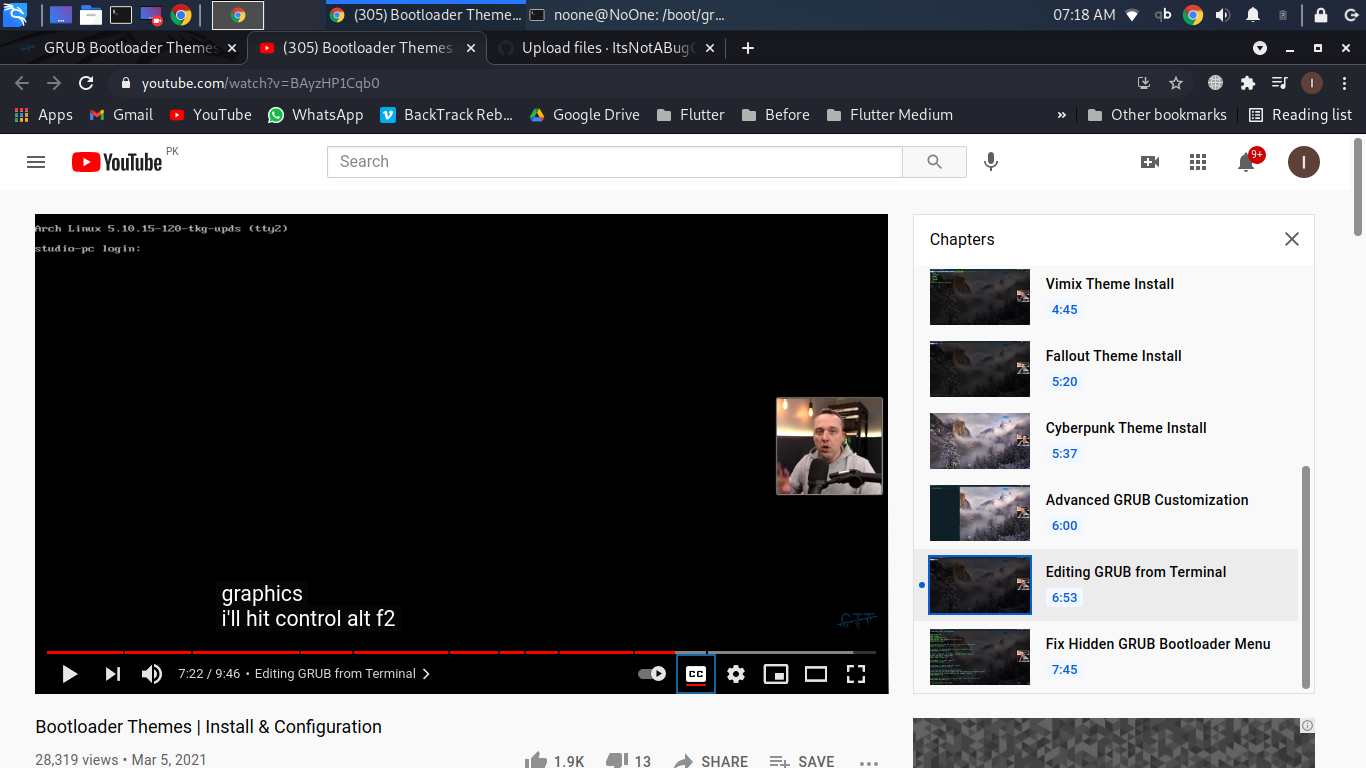 (305) Bootloader Theme...
noone@NoOne: /boot/gr...
07:18 AM
qb
GRUB Bootloader Themes
(305) Bootloader Themes
Upload files · ItsNotABug
youtube.com/watch?v=BAyzHP1Cqb0
I
Apps
Gmail
YouTube
WhatsApp
BackTrack Reb...
Google Drive
Flutter
Before
Flutter Medium
»
Other bookmarks
Reading list
YouTube PK
Search
9+
I
Arch Linux 5.10.15-120-tkg-upds (tty2)
studio-pc login:
graphics
i'll hit control alt f2
CTT
7:22 / 9:46 • Editing GRUB from Terminal
CC
Chapters
Vimix Theme Install
4:45
Fallout Theme Install
5:20
Cyberpunk Theme Install
5:37
Advanced GRUB Customization
6:00
Editing GRUB from Terminal
6:53
Fix Hidden GRUB Bootloader Menu
7:45
Bootloader Themes | Install & Configuration
28,319 views • Mar 5, 2021
1.9K
13
SHARE
SAVE